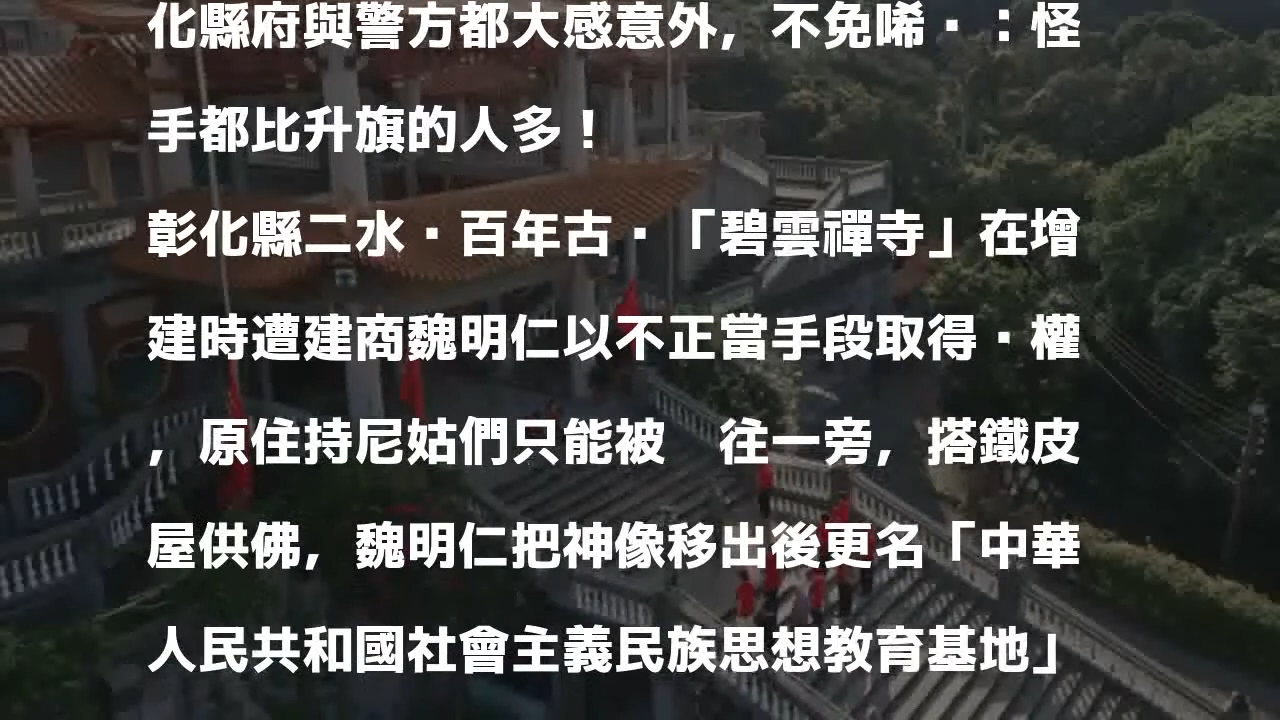 化縣府與警方都大感意外，不免唏▪：怪
手都比升旗的人多！
彰化縣二水▪百年古▪「碧雲禪寺」在增
建時遭建商魏明仁以不正當手段取得▪權
，原住持尼姑們只能被　往一旁，搭鐵皮
屋供佛，魏明仁把神像移出後更名「中華
人民共和國社會主義民族思想教育基地」